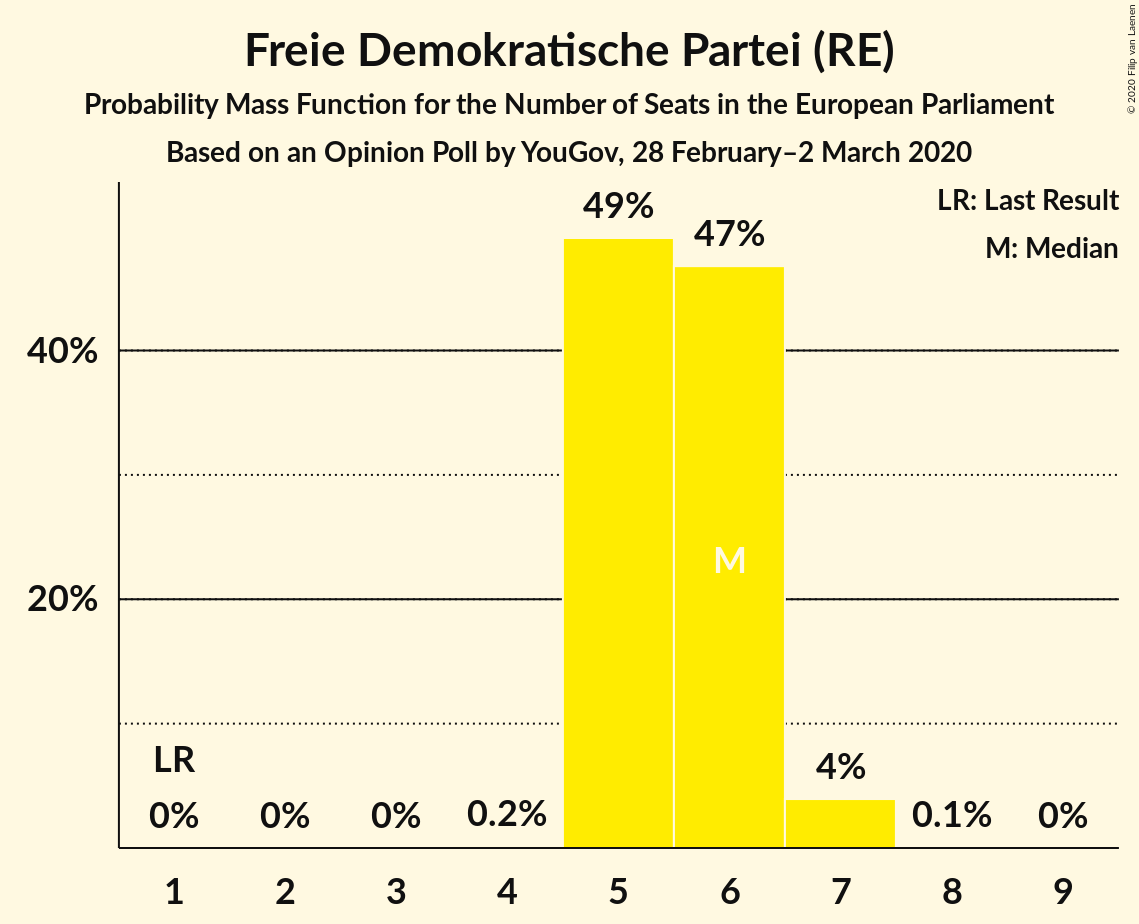 Freie Demokratische Partei (RE)
Probability Mass Function for the Number of Seats in the European Parliament
Based on an Opinion Poll by YouGov, 28 February–2 March 2020
© 2020 Filip van Laenen
LR: Last Result
M: Median
49%
47%
40%
20%
M
LR
0%
0%
0%
0.2%
4%
0.1%
0%
1 2 3 4 5 6 7 8 9